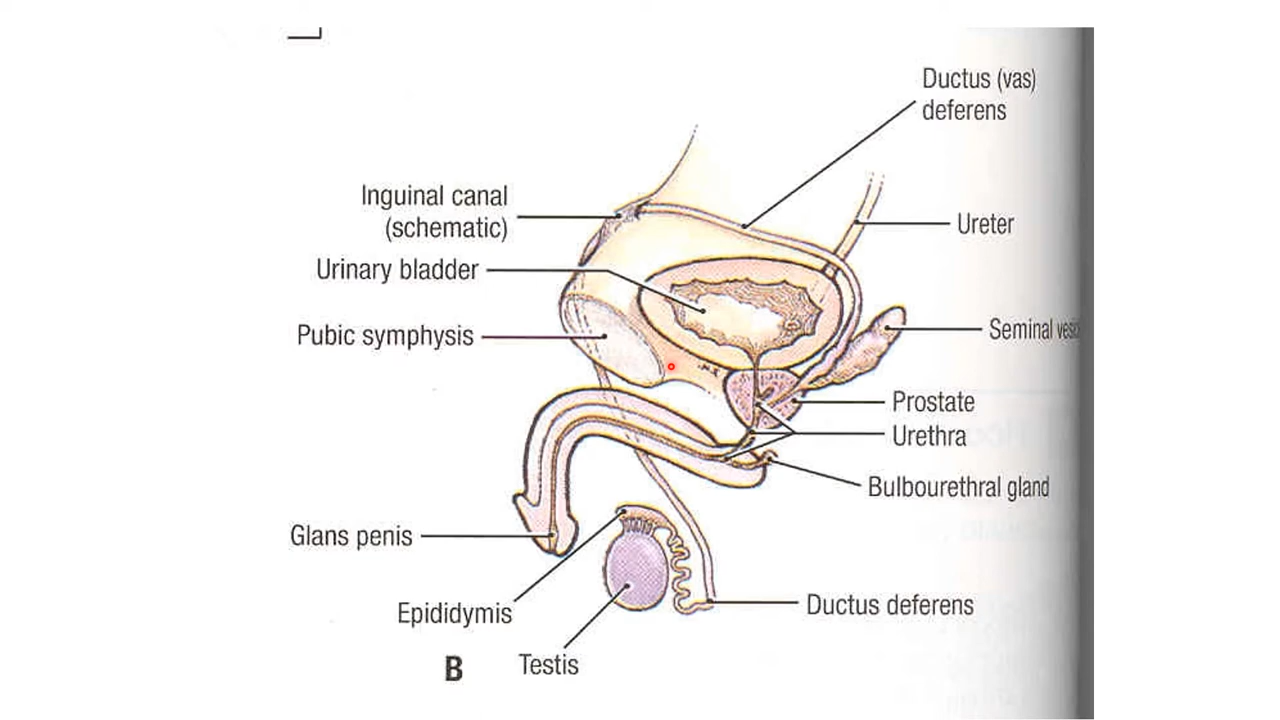 Ductus (vas)
deferens
Inguinal canal
(schematic)
Ureter
Urinary bladder
Pubic symphysis
Seminal
Prostate
Urethra
Bulbourethral gland
Glans penis
Epididymis
Ductus deferens
Testis
B